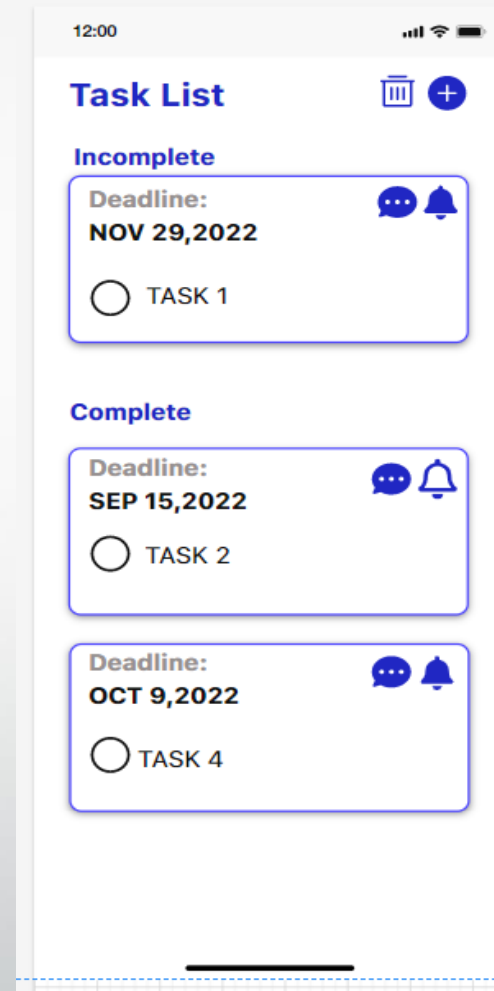 12:00
Task List
Incomplete
Deadline:
NOV 29,2022
TASK 1
Complete
Deadline:
SEP 15,2022
TASK 2
Deadline:
OCT 9,2022
TASK 4